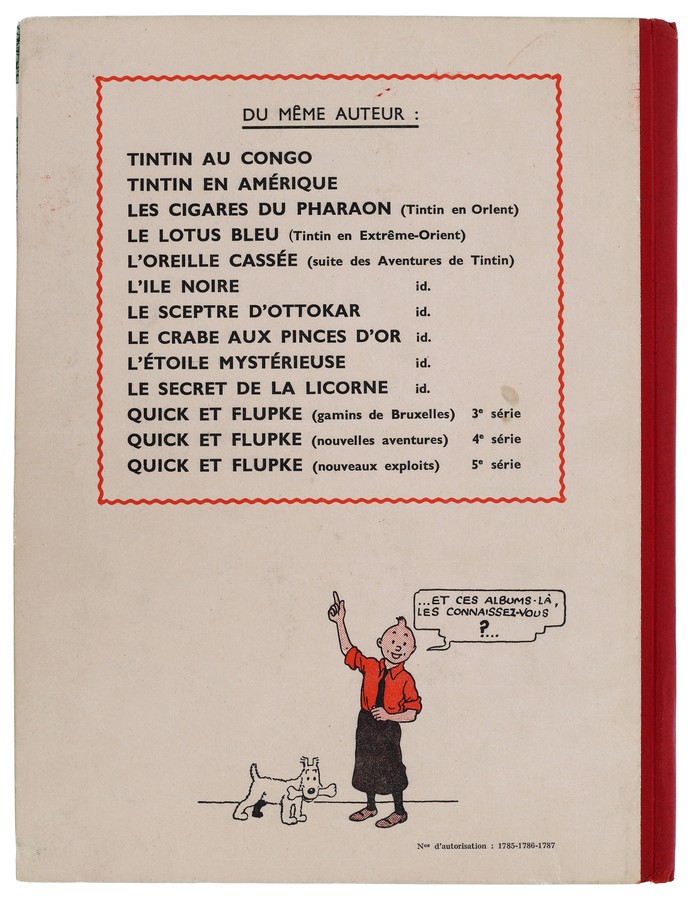 DU MÊME AUTEUR :
TINTIN AU CONGO
TINTIN EN AMÉRIQUE
LES CIGARES DU PHARAON (Tintin en Orient)
LE LOTUS BLEU (Tintin en Extrême-Orient)
L'OREILLE CASSÉE (suite des Aventures de Tintin)
L'ILE NOIRE id.
LE SCEPTRE D'OTTOKAR id.
LE CRABE AUX PINCES D'OR id.
L'ÉTOILE MYSTÉRIEUSE id.
LE SECRET DE LA LICORNE id.
QUICK ET FLUPKE (gamins de Bruxelles) 3e série
QUICK ET FLUPKE (nouvelles aventures) 4e série
QUICK ET FLUPKE (nouveaux exploits) 5e série
...ET CES ALBUMS-LÀ,
LES CONNAISSEZ-VOUS
?...
Nos d'autorisation : 1785-1786-1787